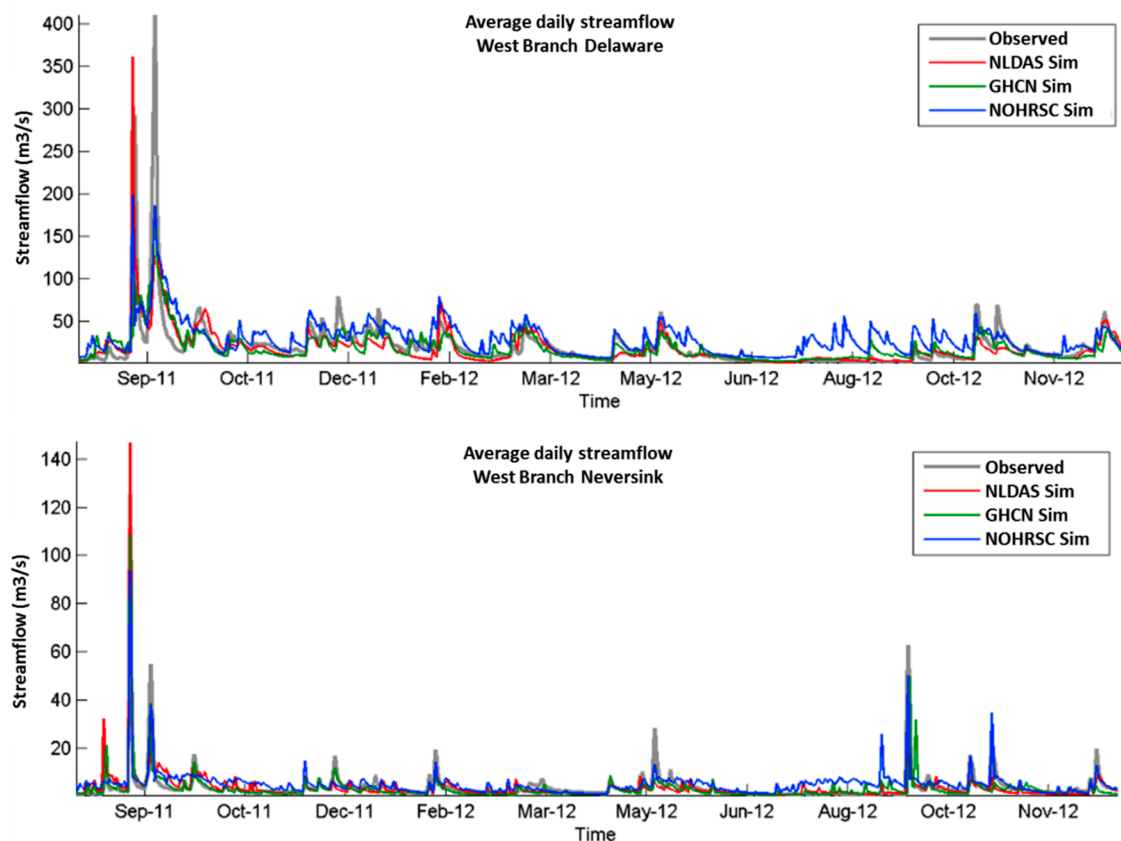 Average daily streamflow
West Branch Delaware
Observed
NLDAS Sim
GHCN Sim
NOHRSC Sim
Streamflow (m3/s)
400
350
300
250
200
150
100
50
Sep-11 Oct-11 Dec-11 Feb-12 Mar-12 May-12 Jun-12 Aug-12 Oct-12 Nov-12
Time
Average daily streamflow
West Branch Neversink
Observed
NLDAS Sim
GHCN Sim
NOHRSC Sim
Streamflow (m3/s)
140
120
100
80
60
40
20
Sep-11 Oct-11 Dec-11 Feb-12 Mar-12 May-12 Jun-12 Aug-12 Oct-12 Nov-12
Time